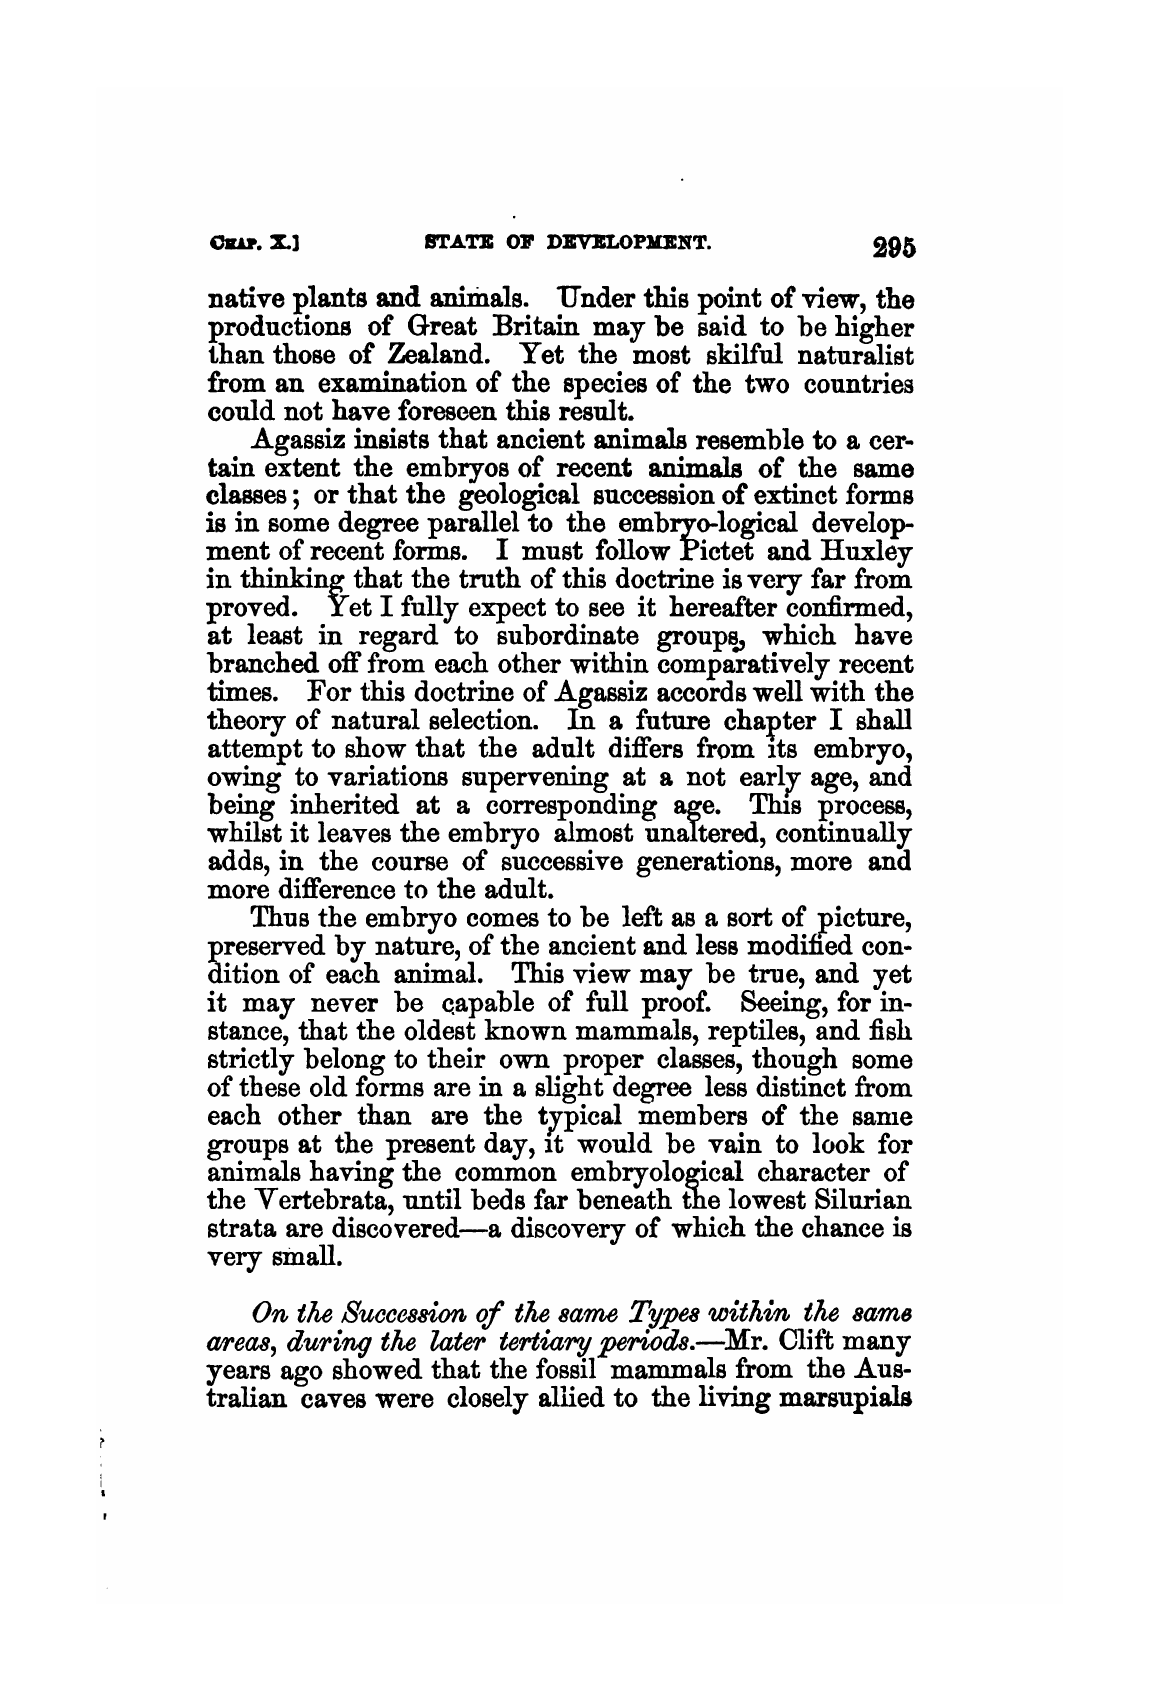 CHAP. X.] STATE OF DEVELOPMENT. 295
native plants and animals. Under this point of view, the
productions of Great Britain may be said to be higher
than those of Zealand. Yet the most skilful naturalist
from an examination of the species of the two countries
could not have foreseen this result.
Agassiz insists that ancient animals resemble to a cer-
tain extent the embryos of recent animals of the same
classes; or that the geological succession of extinct forms
is in some degree parallel to the embryo-logical develop-
ment of recent forms. I must follow Pictet and Huxley
in thinking that the truth of this doctrine is very far from
proved. Yet I fully expect to see it hereafter confirmed,
at least in regard to subordinate groups, which have
branched off from each other within comparatively recent
times. For this doctrine of Agassiz accords well with the
theory of natural selection. In a future chapter I shall
attempt to show that the adult differs from its embryo,
owing to variations supervening at a not early age, and
being inherited at a corresponding age. This process,
whilst it leaves the embryo almost unaltered, continually
adds, in the course of successive generations, more and
more difference to the adult.
Thus the embryo comes to be left as a sort of picture,
preserved by nature, of the ancient and less modified con-
dition of each animal. This view may be true, and yet
it may never be capable of full proof. Seeing, for in-
stance, that the oldest known mammals, reptiles, and fish
strictly belong to their own proper classes, though some
of these old forms are in a slight degree less distinct from
each other than are the typical members of the same
groups at the present day, it would be vain to look for
animals having the common embryological character of
the Vertebrata, until beds far beneath the lowest Silurian
strata are discovered—a discovery of which the chance is
very small.
On the Succession of the same Types within the same
areas, during the later tertiary periods.—Mr. Clift many
years ago showed that the fossil mammals from the Aus-
tralian caves were closely allied to the living marsupials